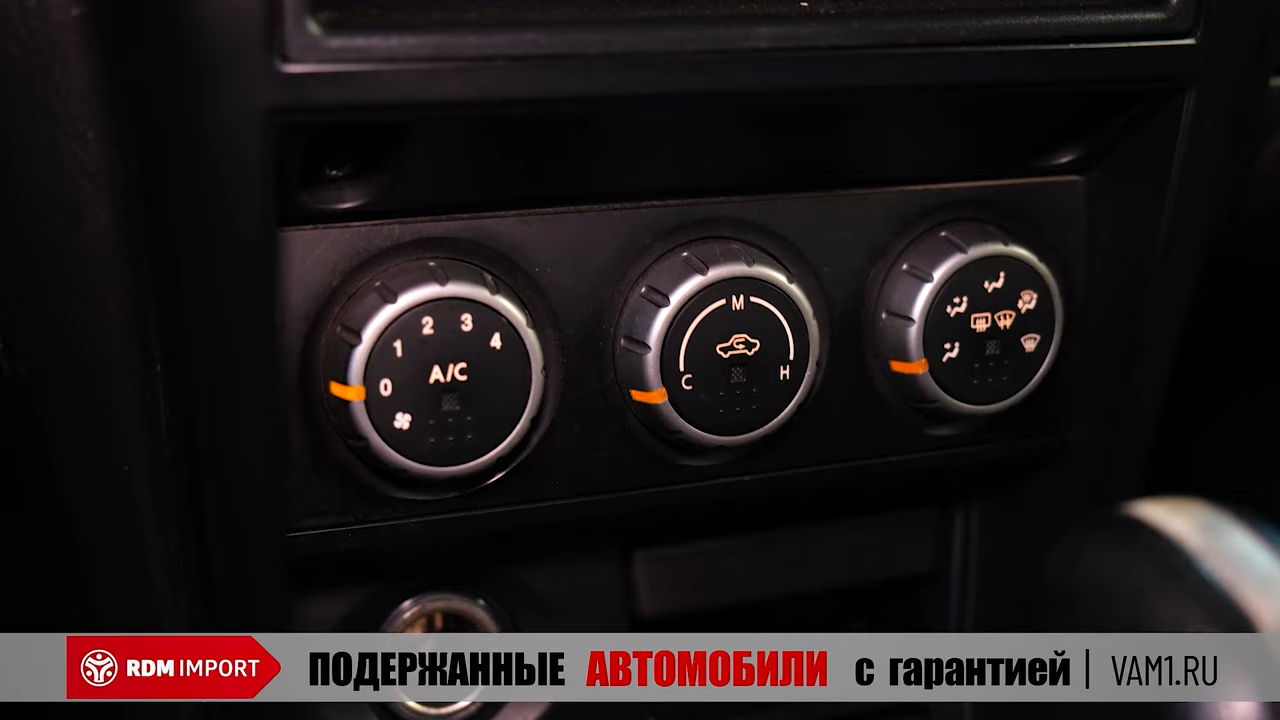 M
2 3
1 4
A/C
0
C H
RDM IMPORT ПОДЕРЖАННЫЕ АВТОМОБИЛИ с гарантией | VAM1.RU